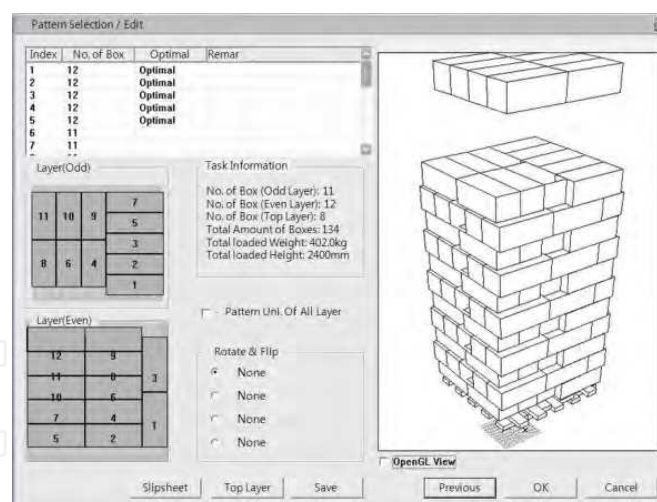 Pattern Selection / Edit
Index No. of Box Optimal Remar
1 12 Optimal
2 12 Optimal
3 12 Optimal
4 12 Optimal
5 12 Optimal
6 11
7 11
Layer(Odd)
7
11 10 9
5
3
8 6 4 2
1
Task Information
No. of Box (Odd Layer): 11
No. of Box (Even Layer): 12
No. of Box (Top Layer): 8
Total Amount of Boxes: 134
Total loaded Weight: 402.0kg
Total loaded Height: 2400mm
Pattern Uni. Of All Layer
Layer(Even)
12 9
11 8 3
10 6
7 4
1
5 2
Rotate & Flip
None
None
None
None
OpenGL View
Slipsheet Top Layer Save Previous OK Cancel